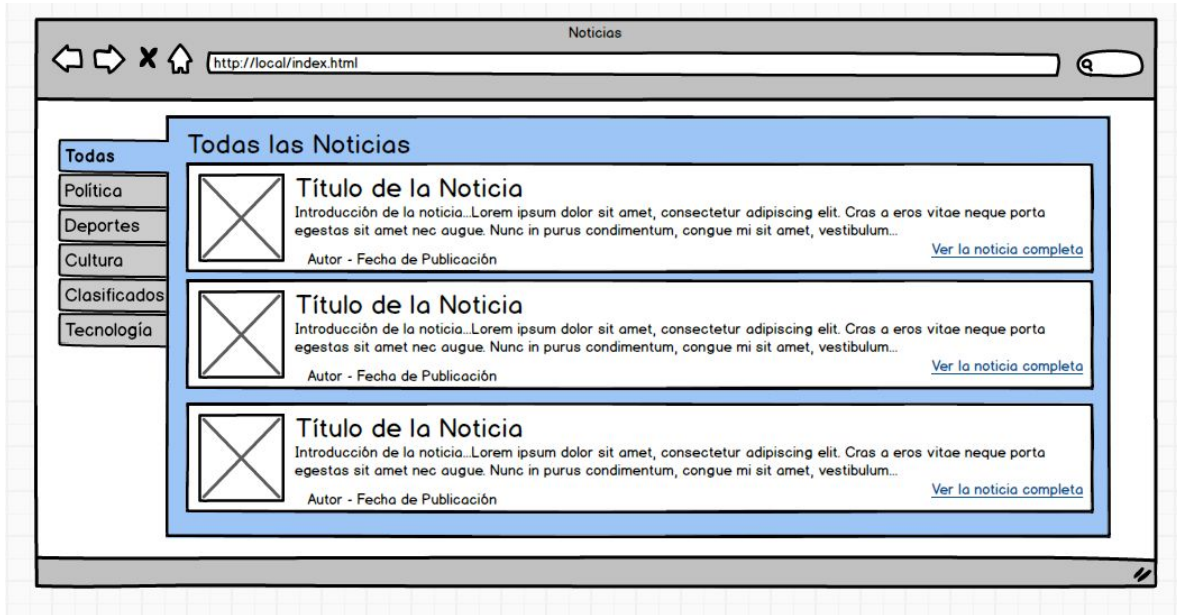 Noticias
http://local/index.html
Todas
Política
Deportes
Cultura
Clasificados
Tecnología
Todas las Noticias
Título de la Noticia
Introducción de la noticia...Lorem ipsum dolor sit amet, consectetur adipiscing elit. Cras a eros vitae neque porta
egestas sit amet nec augue. Nunc in purus condimentum, congue mi sit amet, vestibulum...
Ver la noticia completa
Autor - Fecha de Publicación
Título de la Noticia
Introducción de la noticia...Lorem ipsum dolor sit amet, consectetur adipiscing elit. Cras a eros vitae neque porta
egestas sit amet nec augue. Nunc in purus condimentum, congue mi sit amet, vestibulum...
Ver la noticia completa
Autor - Fecha de Publicación
Título de la Noticia
Introducción de la noticia...Lorem ipsum dolor sit amet, consectetur adipiscing elit. Cras a eros vitae neque porta
egestas sit amet nec augue. Nunc in purus condimentum, congue mi sit amet, vestibulum...
Ver la noticia completa
Autor - Fecha de Publicación